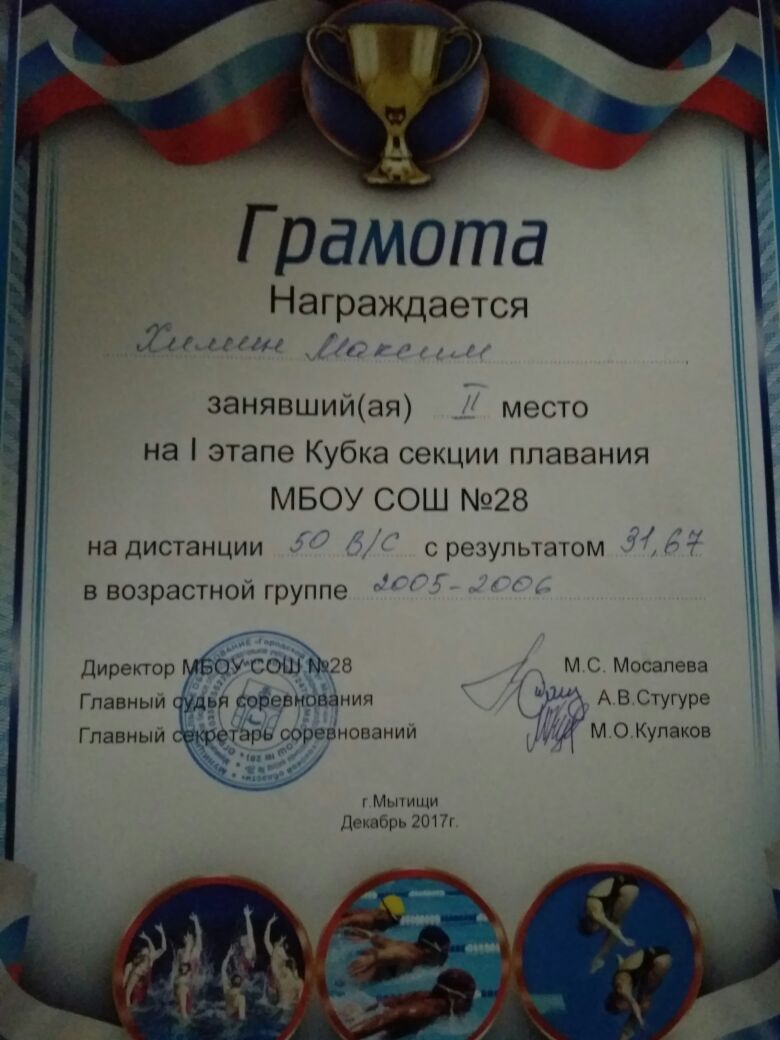 Грамота
Награждается
Хилин Максим
занявший(ая) II место
на I этапе Кубка секции плавания
МБОУ СОШ №28
на дистанции 50 в/с с результатом 31,67
в возрастной группе 2005-2006
Директор МБОУ СОШ №28 М.С. Мосалева
Главный судья соревнования А.В.Стугуре
Главный секретарь соревнований М.О.Кулаков
г.Мытищи
Декабрь 2017г.